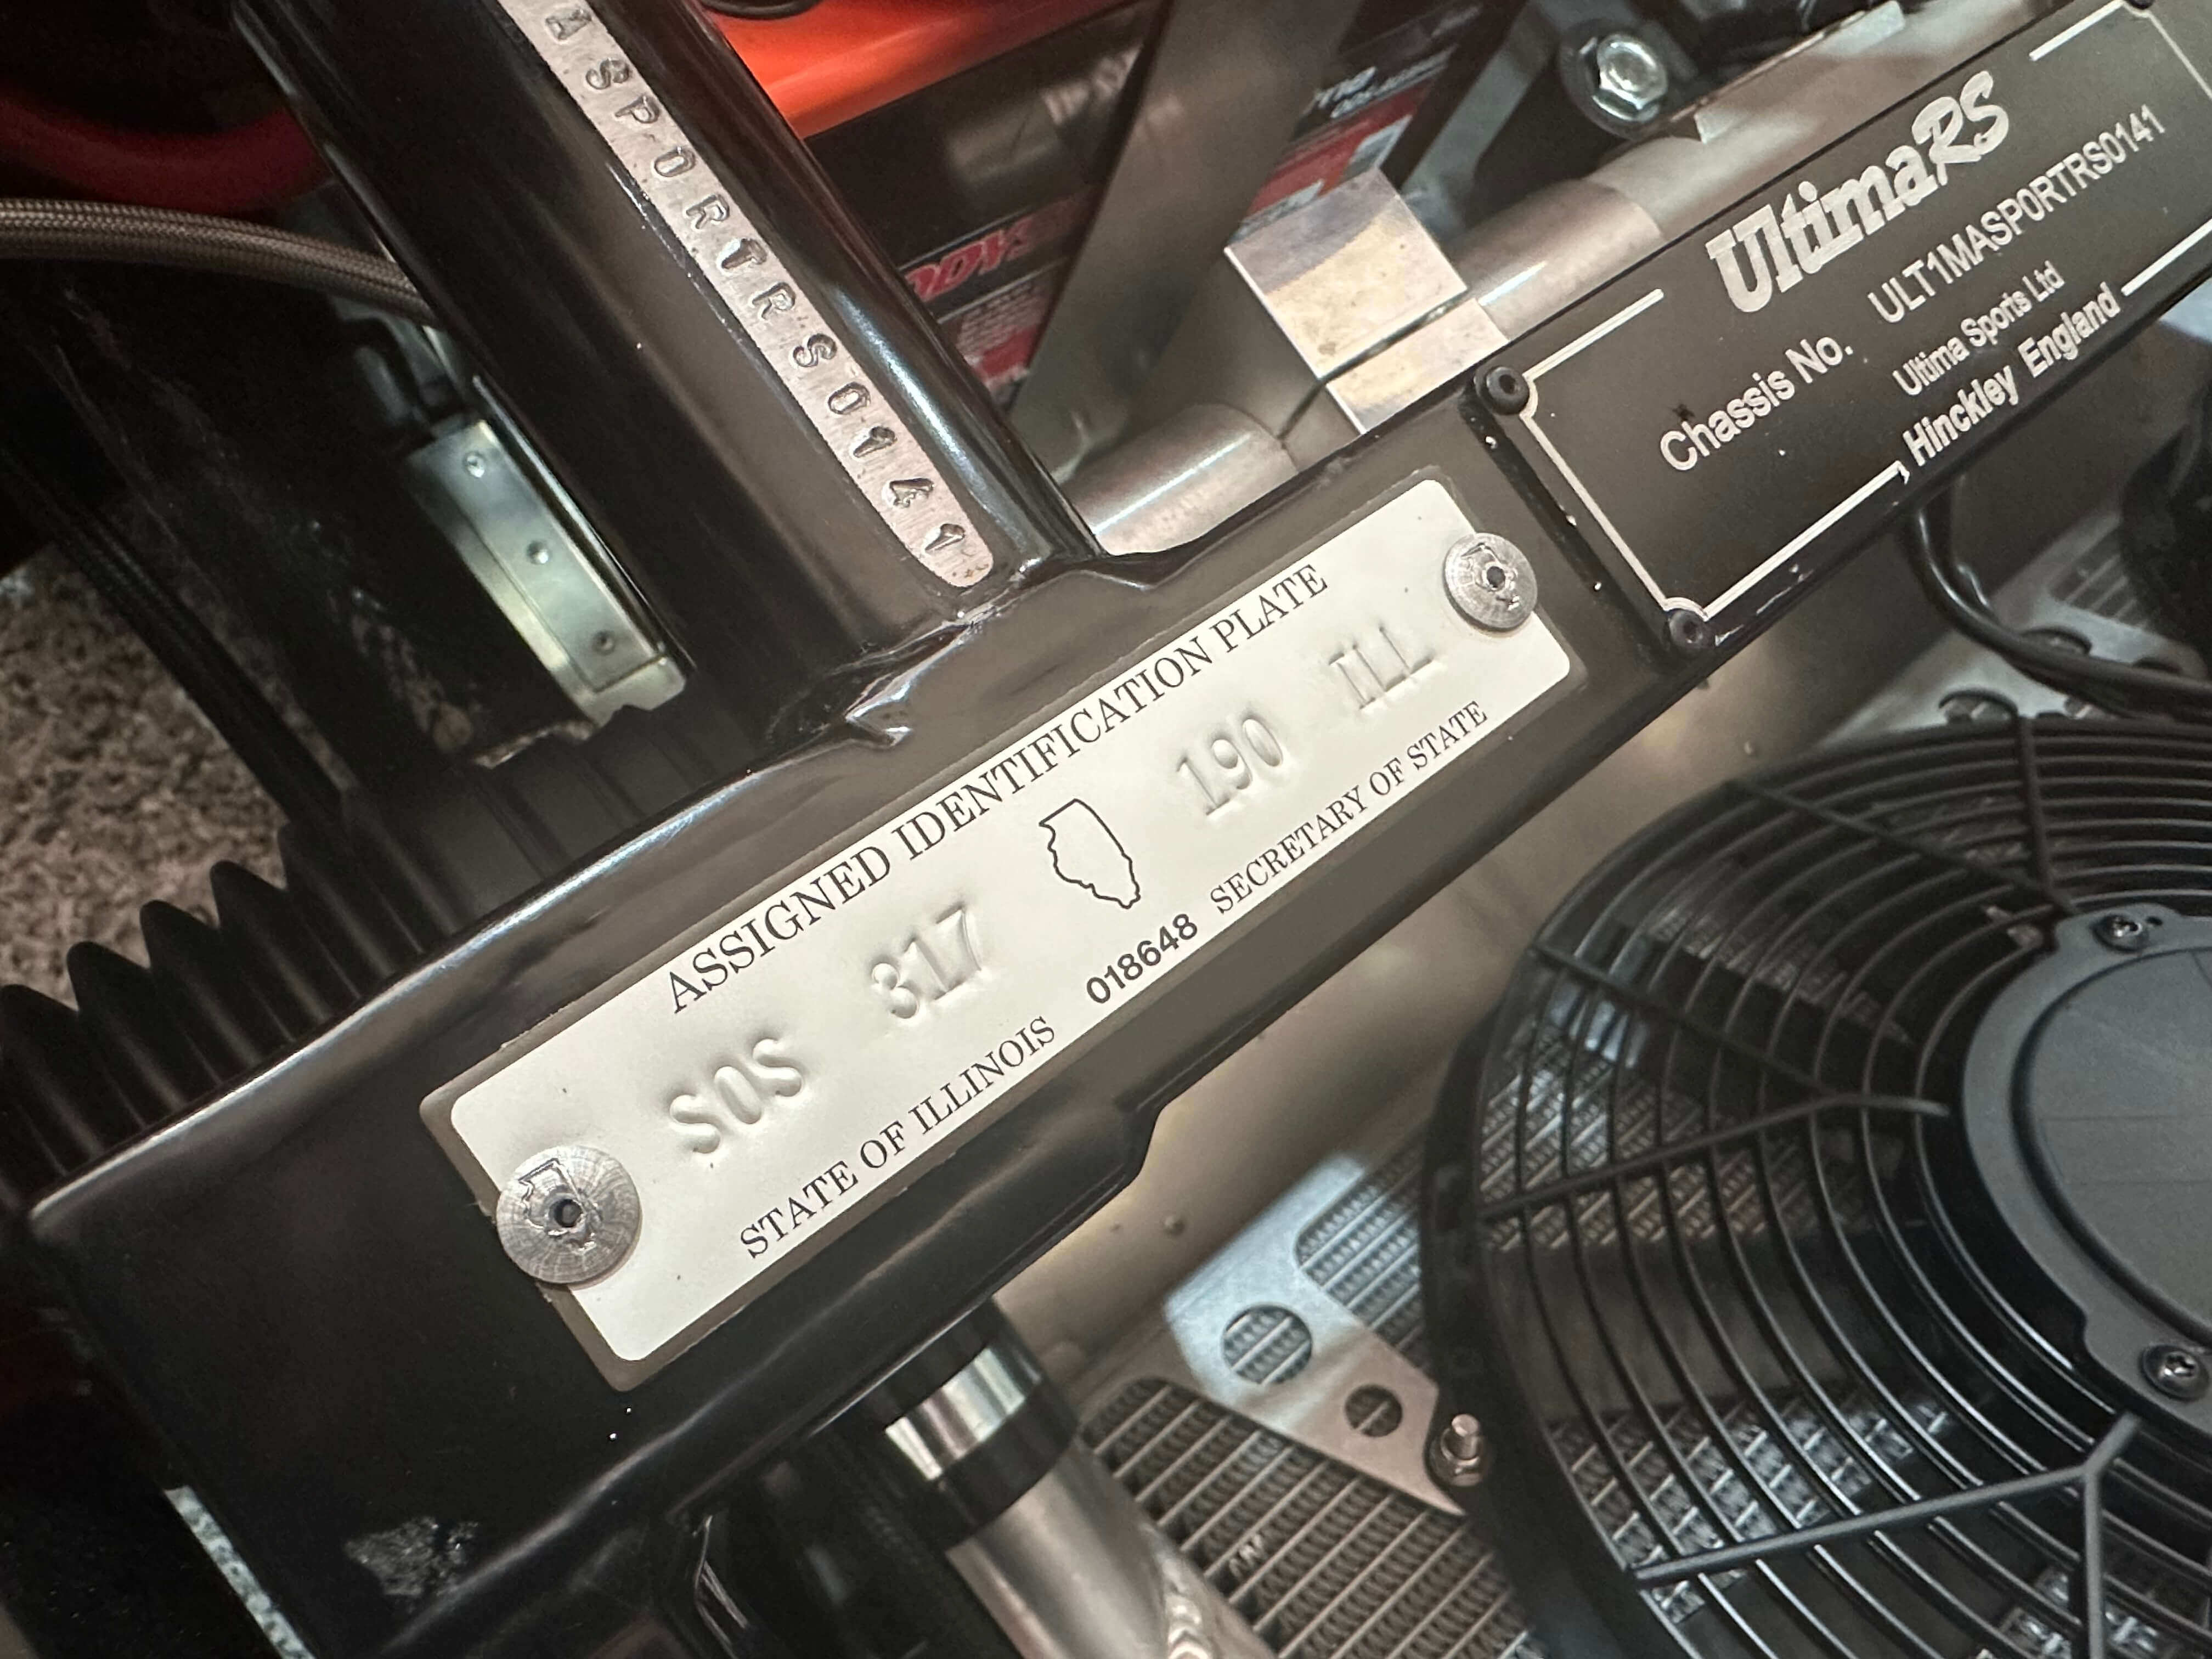 ASPORTRS0141
UltimaRS
Chassis No. ULT1MASP0RTRS0141
Ultima Sports Ltd
Hinckley England
ASSIGNED IDENTIFICATION PLATE
SOS 317 190 ILL
STATE OF ILLINOIS 018648 SECRETARY OF STATE